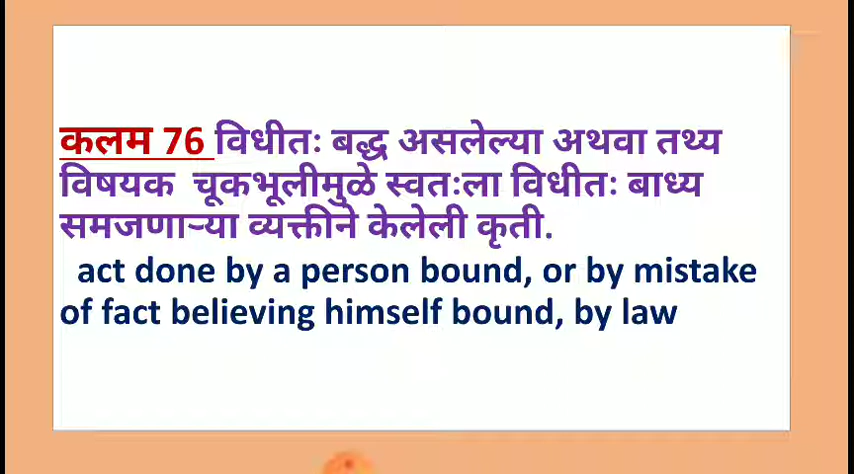 कलम 76 विधीतः बद्ध असलेल्या अथवा तथ्य
विषयक चूकभूलीमुळे स्वतःला विधीतः बाध्य
समजणाऱ्या व्यक्तीने केलेली कृती.
act done by a person bound, or by mistake
of fact believing himself bound, by law